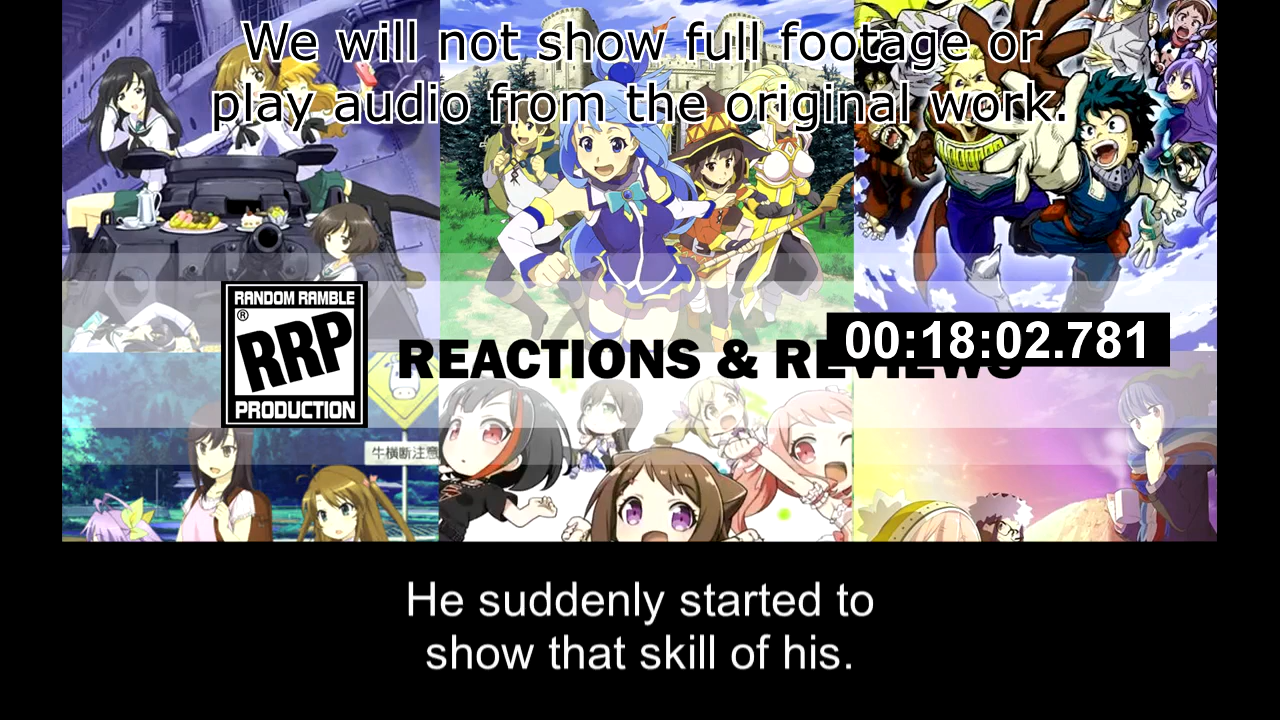 We will not show full footage or
play audio from the original work.
RANDOM RAMBLE
®
RRP
PRODUCTION
REACTIONS & REVIEWS
00:18:02.781
牛横断注意
He suddenly started to
show that skill of his.